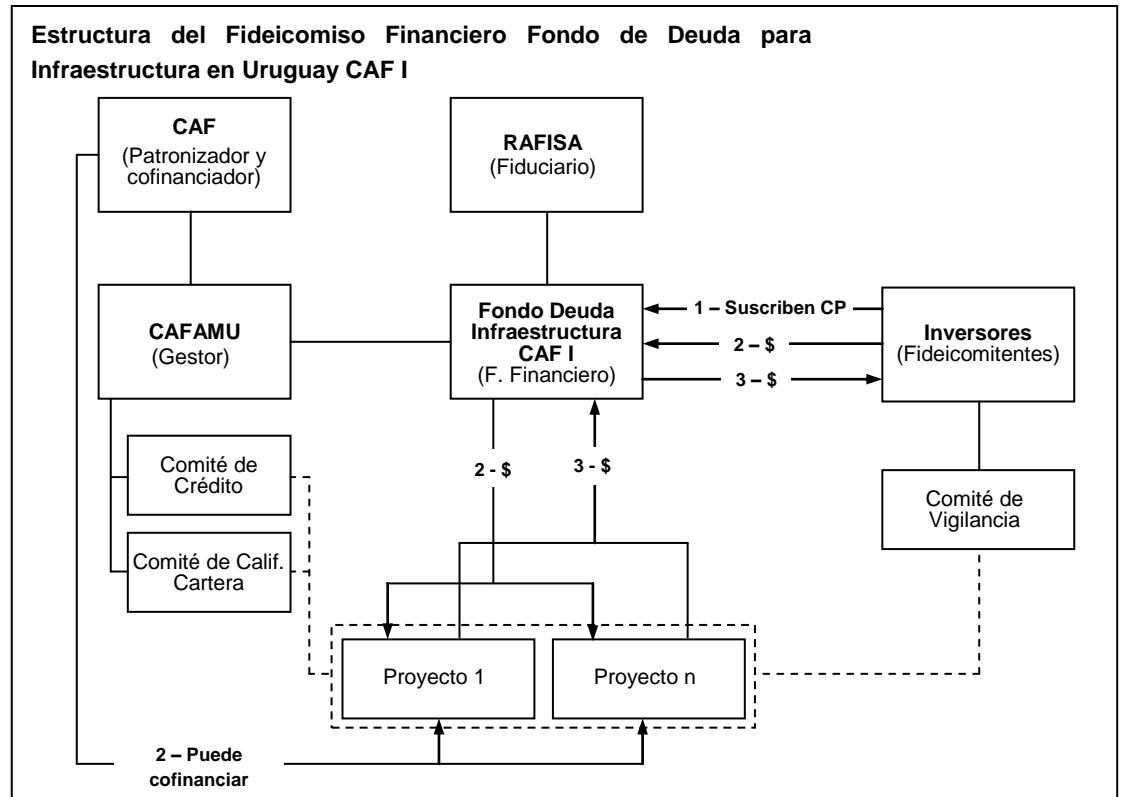 Estructura del Fideicomiso Financiero Fondo de Deuda para
Infraestructura en Uruguay CAF I
CAF
(Patronizador y
cofinanciador)
RAFISA
(Fiduciario)
CAFAMU
(Gestor)
Fondo Deuda
Infraestructura
CAF I
(F. Financiero)
1 – Suscriben CP
2 – $
3 – $
Inversores
(Fideicomitentes)
Comité de
Crédito
2 - $
3 - $
Comité de
Vigilancia
Comité de Calif.
Cartera
Proyecto 1
Proyecto n
2 – Puede
cofinanciar